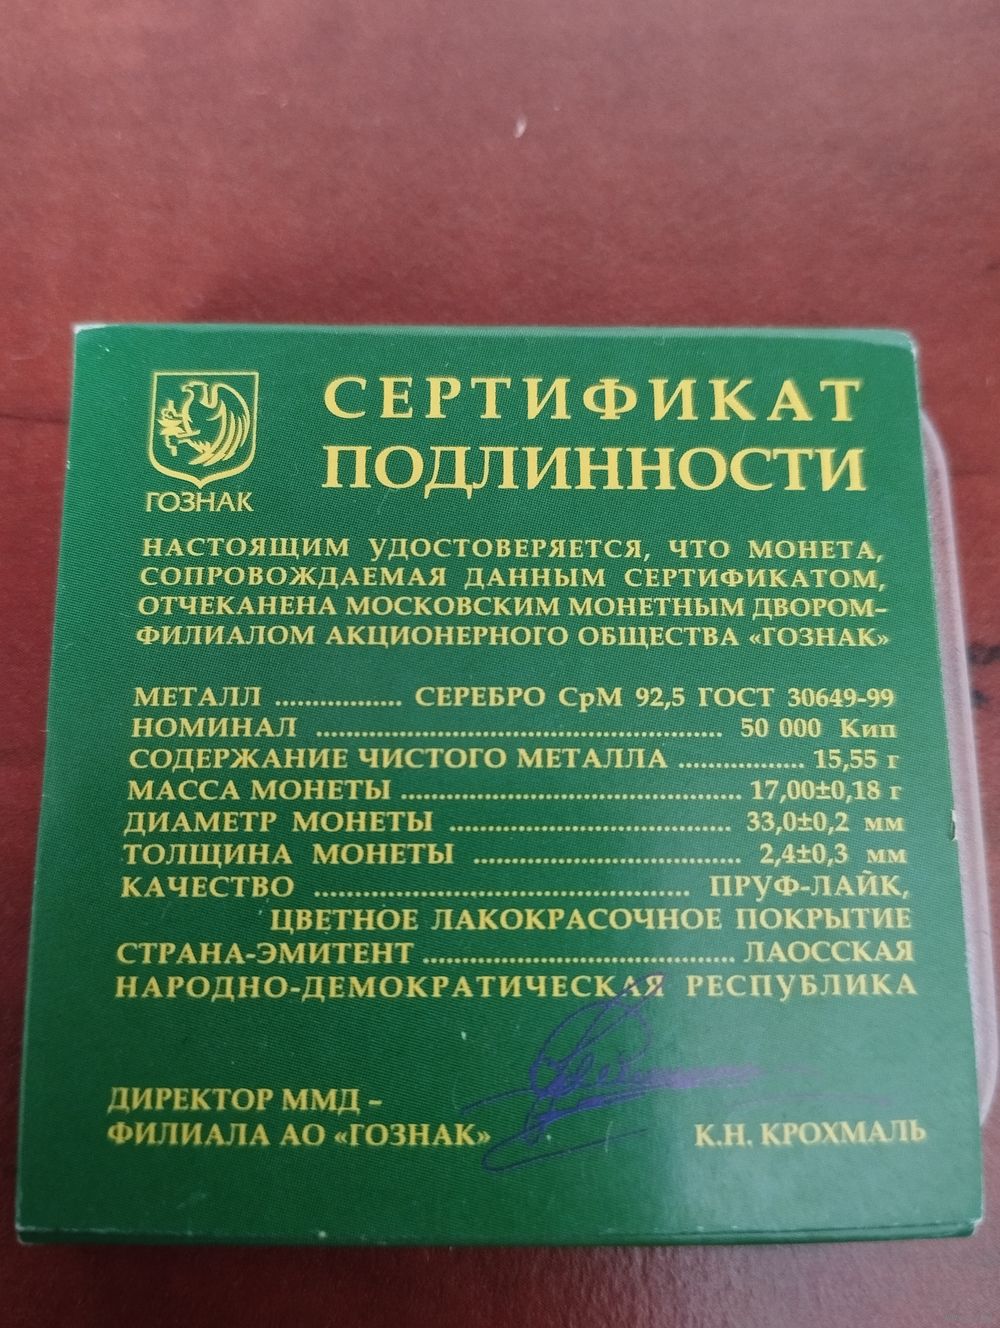 СЕРТИФИКАТ
ПОДЛИННОСТИ
ГОЗНАК
НАСТОЯЩИМ УДОСТОВЕРЯЕТСЯ, ЧТО МОНЕТА,
СОПРОВОЖДАЕМАЯ ДАННЫМ СЕРТИФИКАТОМ,
ОТЧЕКАНЕНА МОСКОВСКИМ МОНЕТНЫМ ДВОРОМ–
ФИЛИАЛОМ АКЦИОНЕРНОГО ОБЩЕСТВА «ГОЗНАК»
МЕТАЛЛ ................. СЕРЕБРО СрМ 92,5 ГОСТ 30649-99
НОМИНАЛ ...................................................... 50 000 Кип
СОДЕРЖАНИЕ ЧИСТОГО МЕТАЛЛА ................. 15,55 г
МАССА МОНЕТЫ ............................................. 17,00±0,18 г
ДИАМЕТР МОНЕТЫ ..................................... 33,0±0,2 мм
ТОЛЩИНА МОНЕТЫ ................................... 2,4±0,3 мм
КАЧЕСТВО .................................................. ПРУФ-ЛАЙК,
ЦВЕТНОЕ ЛАКОКРАСОЧНОЕ ПОКРЫТИЕ
СТРАНА-ЭМИТЕНТ ......................................... ЛАОССКАЯ
НАРОДНО-ДЕМОКРАТИЧЕСКАЯ РЕСПУБЛИКА
ДИРЕКТОР ММД –
ФИЛИАЛА АО «ГОЗНАК» К.Н. КРОХМАЛЬ